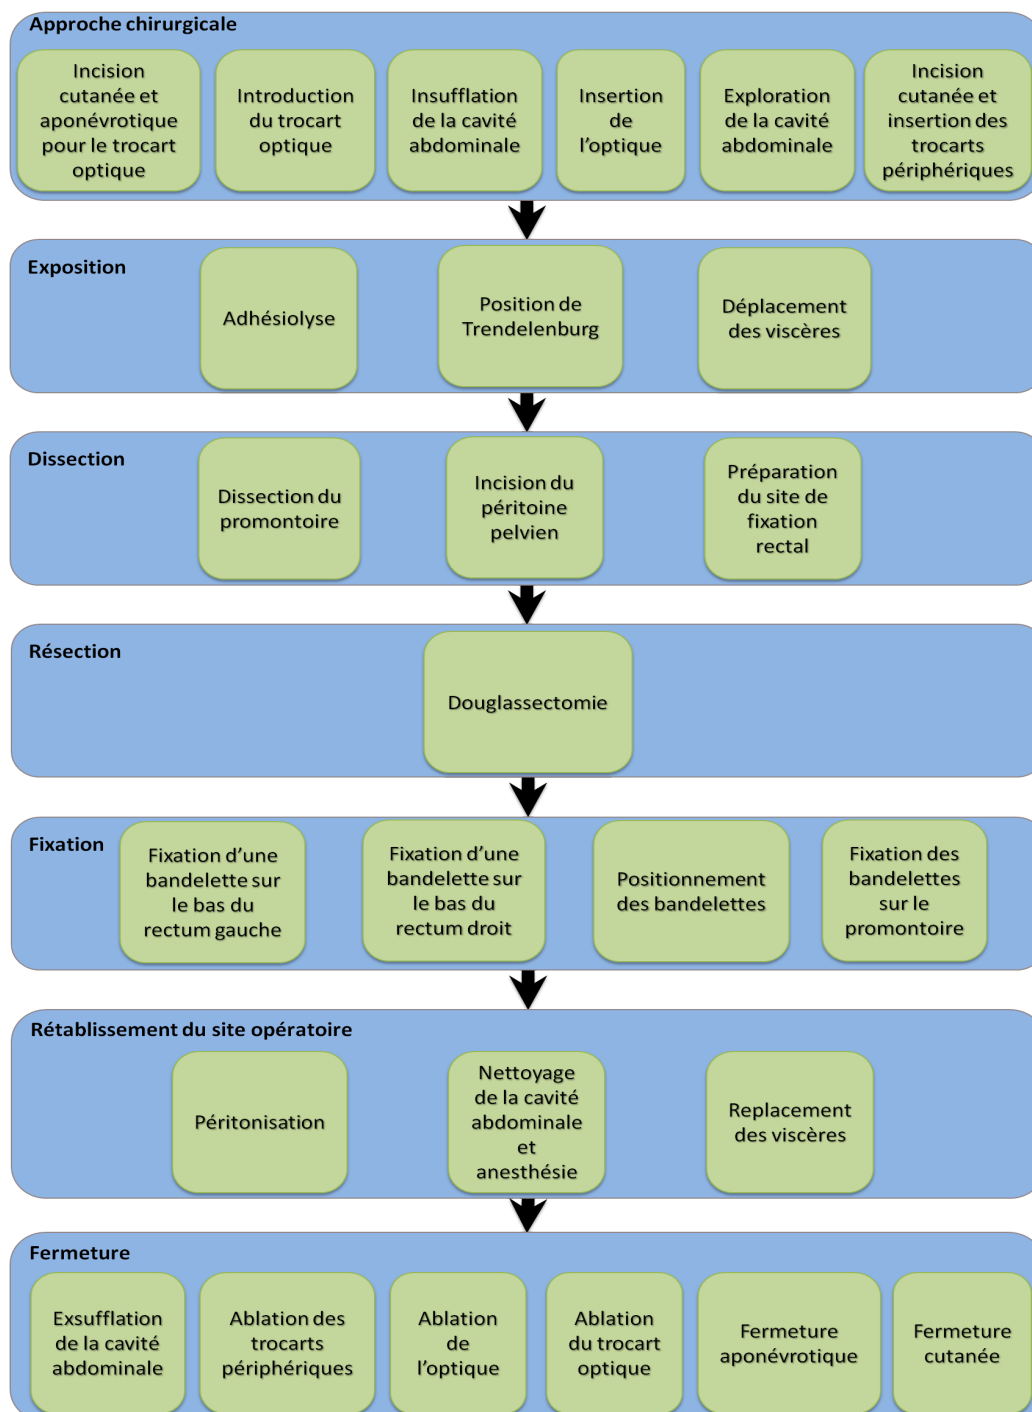 Approche chirurgicale
Incision
cutanée et
aponévrotique
pour le trocart
optique
Introduction
du trocart
optique
Insufflation
de la cavité
abdominale
Insertion
de
l’optique
Exploration
de la cavité
abdominale
Incision
cutanée et
insertion des
trocarts
périphériques
Exposition
Adhésiolyse
Position de
Trendelenburg
Déplacement
des viscères
Dissection
Dissection du
promontoire
Incision du
péritoine
pelvien
Préparation
du site de
fixation
rectal
Résection
Douglassectomie
Fixation
Fixation d’une
bandelette sur
le bas du
rectum gauche
Fixation d’une
bandelette sur
le bas du
rectum droit
Positionnement
des bandelettes
Fixation des
bandelettes
sur le
promontoire
Rétablissement du site opératoire
Péritonisation
Nettoyage
de la cavité
abdominale
et
anesthésie
Replacement
des viscères
Fermeture
Exsufflation
de la cavité
abdominale
Ablation des
trocarts
périphériques
Ablation
de
l’optique
Ablation
du trocart
optique
Fermeture
aponévrotique
Fermeture
cutanée